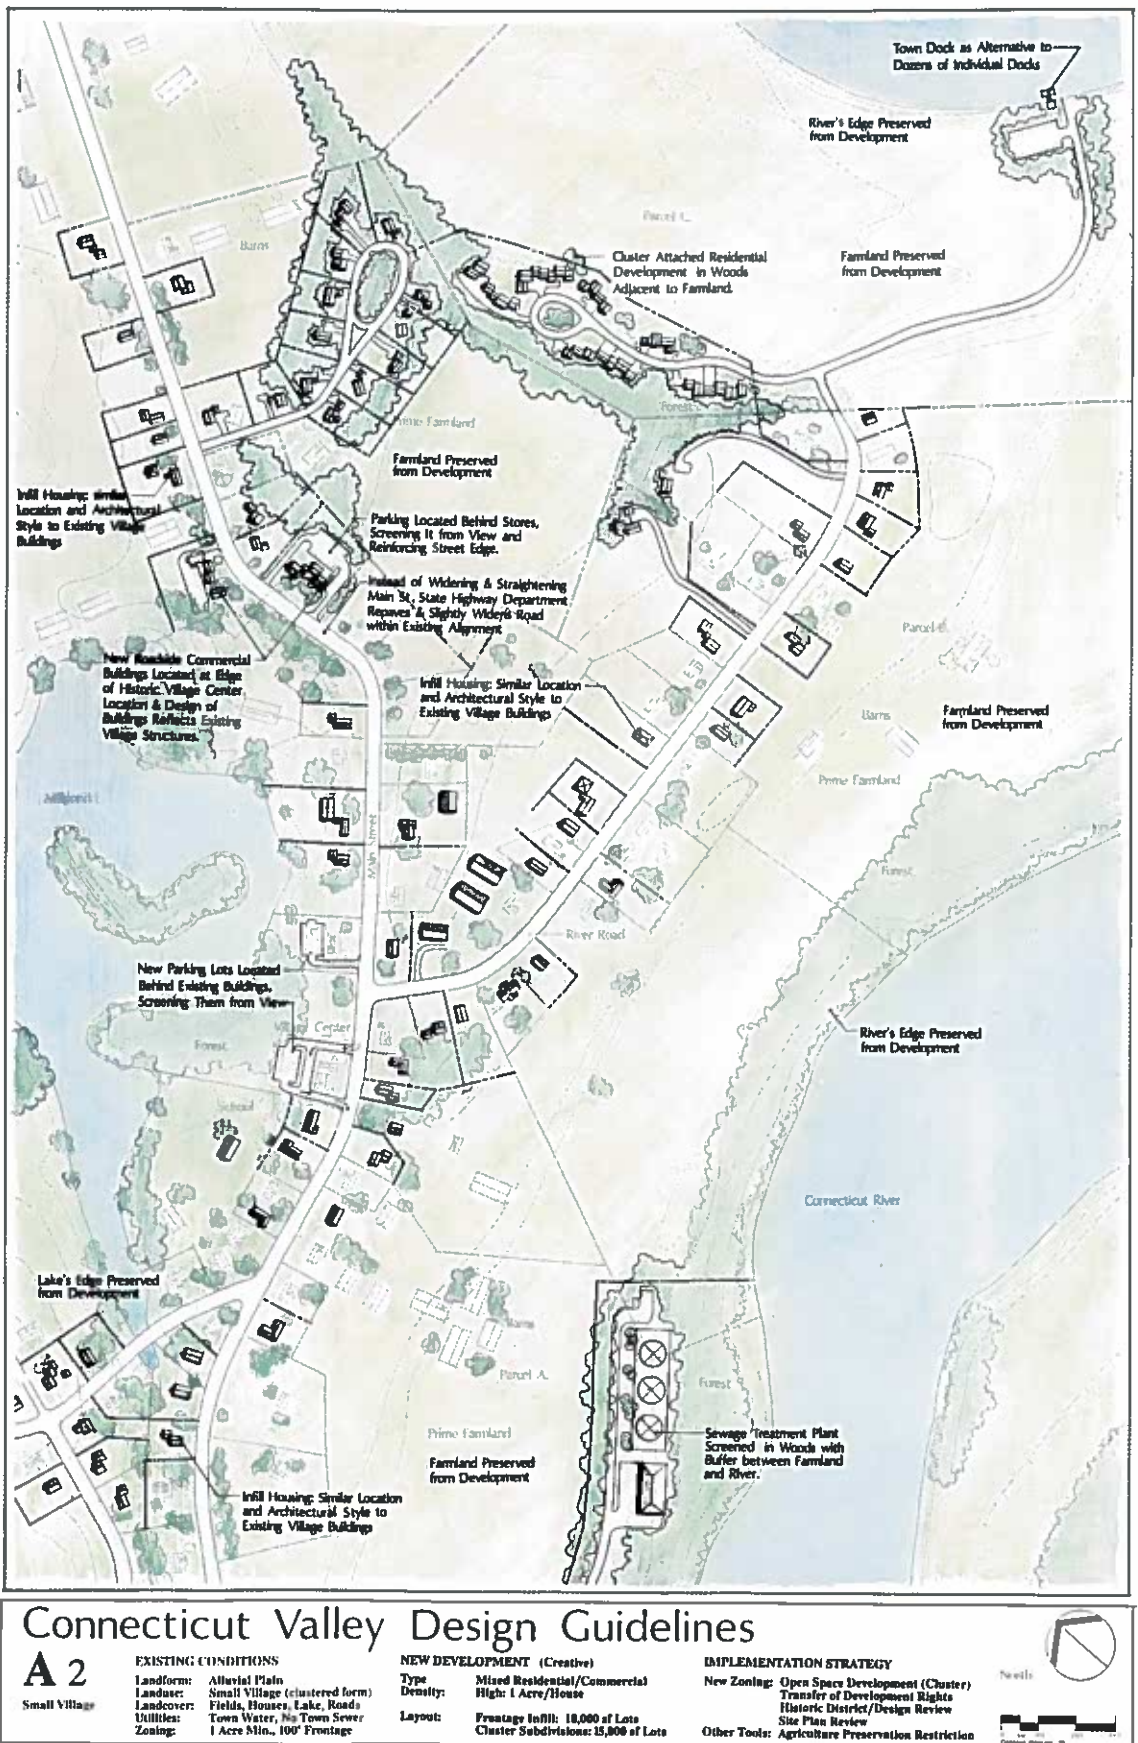 Town Dock as Alternative to
Dozens of Individual Docks
River's Edge Preserved
from Development
Parcel C
Barns
Cluster Attached Residential
Development in Woods
Adjacent to Farmland
Farmland Preserved
from Development
Forest
Prime Farmland
Farmland Preserved
from Development
Infill Housing: similar
Location and Architectural
Style to Existing Village
Buildings
Parking Located Behind Stores,
Screening It from View and
Reinforcing Street Edge.
Instead of Widening & Straightening
Main St, State Highway Department
Repaves & Slightly Widens Road
within Existing Alignment
Parcel
New Roadside Commercial
Buildings Located at Edge
of Historic Village Center
Location & Design of
Buildings Reflects Existing
Village Structures.
Infill Housing: Similar Location
and Architectural Style to
Existing Village Buildings
Barns
Farmland Preserved
from Development
Prime Farmland
Main Street
Forest
River Road
New Parking Lots Located
Behind Existing Buildings,
Screening Them from View
Village Center
Forest
River's Edge Preserved
from Development
School
Connecticut River
Lake's Edge Preserved
from Development
Parcel A.
Forest
Prime Farmland
Farmland Preserved
from Development
Sewage Treatment Plant
Screened in Woods with
Buffer between Farmland
and River.
Infill Housing: Similar Location
and Architectural Style to
Existing Village Buildings
Connecticut Valley Design Guidelines
A 2
Small Village
EXISTING CONDITIONS
Landform: Alluvial Plain
Landuse: Small Village (clustered form)
Landcover: Fields, Houses, Lake, Roads
Utilities: Town Water, No Town Sewer
Zoning: 1 Acre Min., 100' Frontage
NEW DEVELOPMENT (Creative)
Type Mixed Residential/Commercial
Density: High: 1 Acre/House
Layout: Frontage Infill: 10,000 sf Lots
Cluster Subdivisions: 15,000 sf Lots
IMPLEMENTATION STRATEGY
New Zoning: Open Space Development (Cluster)
Transfer of Development Rights
Historic District/Design Review
Site Plan Review
Other Tools: Agriculture Preservation Restriction
North